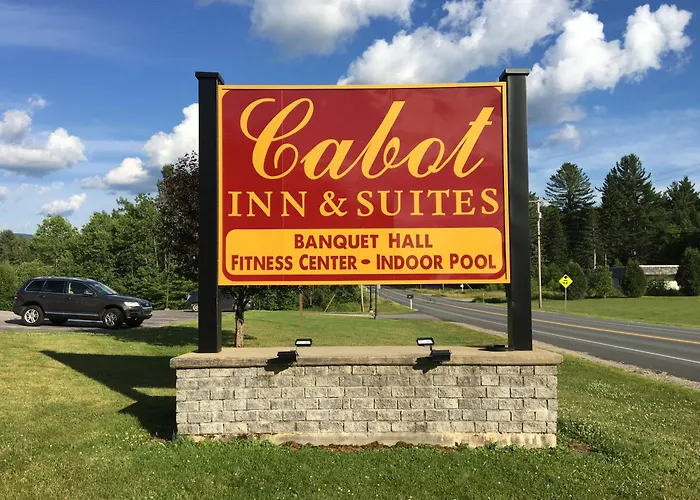 Cabot
INN & SUITES
BANQUET HALL
FITNESS CENTER - INDOOR POOL